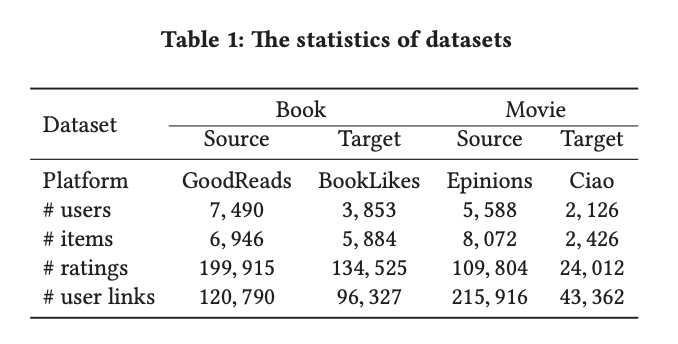 Table 1: The statistics of datasets
Dataset Book Movie
Source Target Source Target
Platform GoodReads BookLikes Epinions Ciao
# users 7, 490 3, 853 5, 588 2, 126
# items 6, 946 5, 884 8, 072 2, 426
# ratings 199, 915 134, 525 109, 804 24, 012
# user links 120, 790 96, 327 215, 916 43, 362